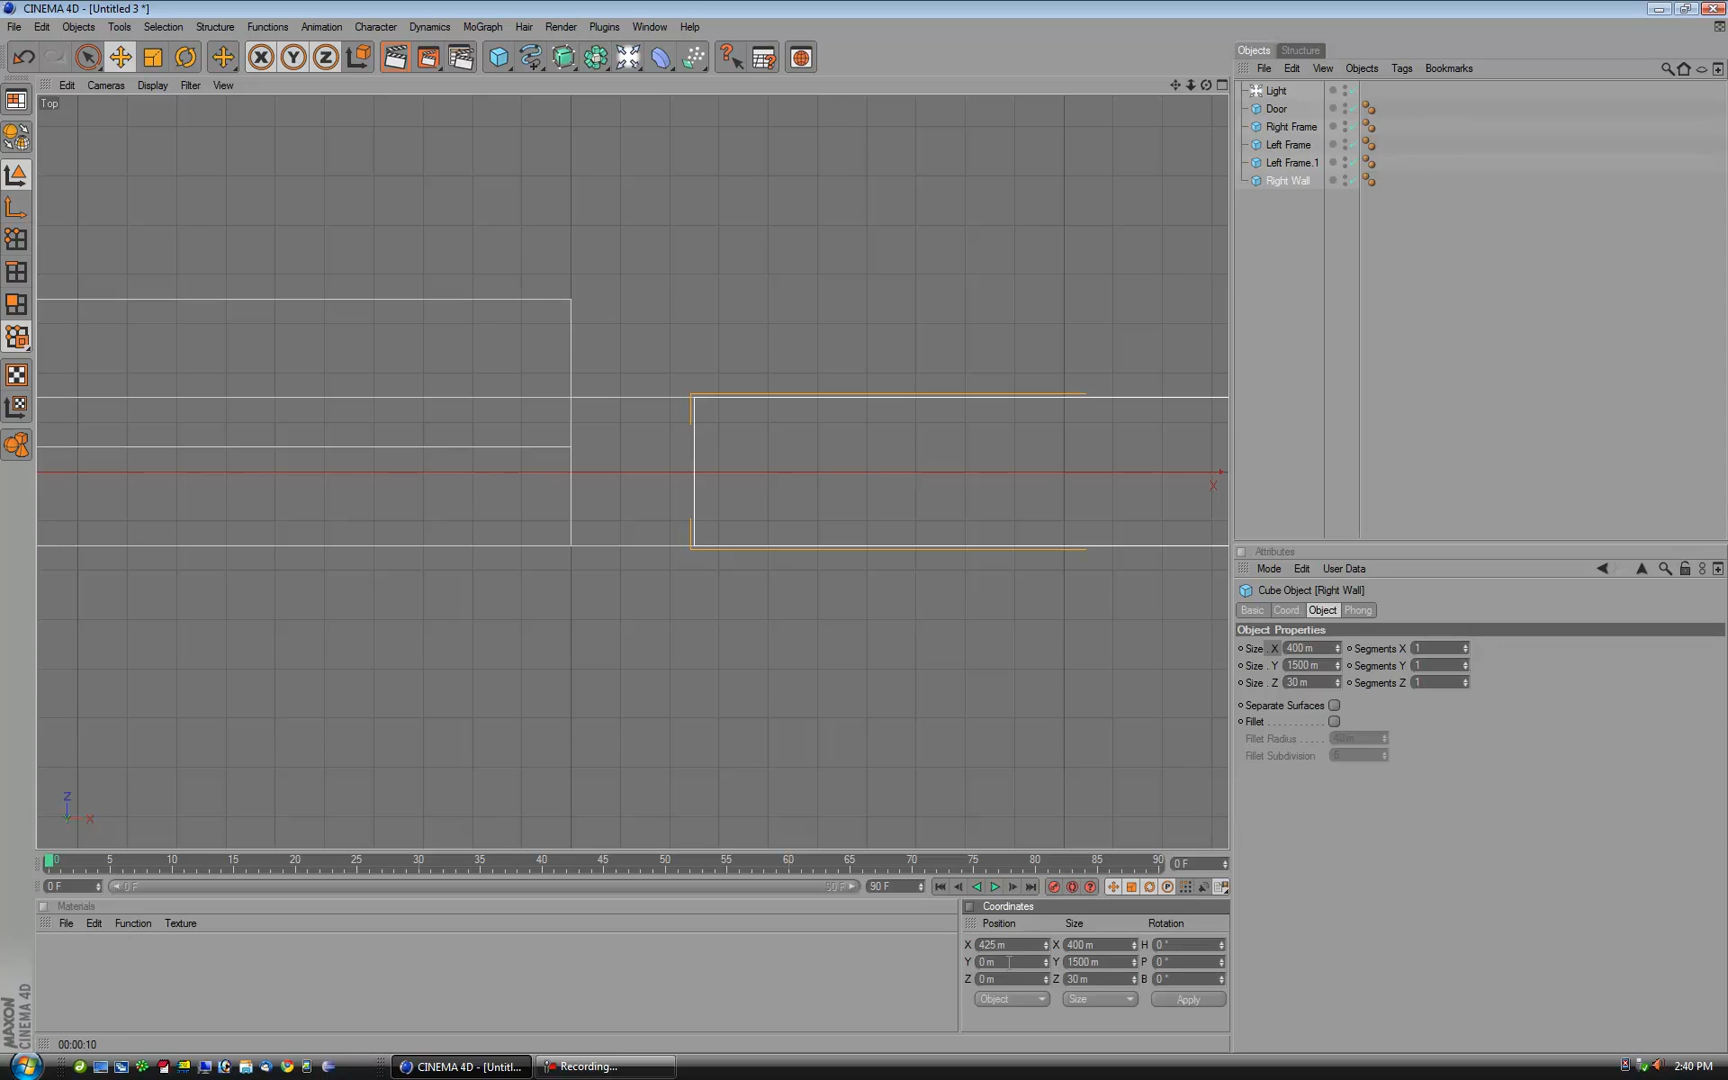 CINEMA 4D - [Untitled 3 *]
File Edit Objects Tools Selection Structure Functions Animation Character Dynamics MoGraph Hair Render Plugins Window Help
X Y Z
Edit Cameras Display Filter View
Top
X
Z
X
Objects Structure
File Edit View Objects Tags Bookmarks
Light
Door
Right Frame
Left Frame
Left Frame.1
Right Wall
Attributes
Mode Edit User Data
Cube Object [Right Wall]
Basic Coord. Object Phong
Object Properties
Size . X 400 m Segments X 1
Size . Y 1500 m Segments Y 1
Size . Z 30 m Segments Z 1
Separate Surfaces
Fillet . . . . . . . . . . .
Fillet Radius . . . . . 40 m
Fillet Subdivision 5
0 5 10 15 20 25 30 35 40 45 50 55 60 65 70 75 80 85 90 0 F
0 F 0 F 90 F 90 F
Materials
File Edit Function Texture
Coordinates
Position Size Rotation
X 425 m X 400 m H 0 °
Y 0 m Y 1500 m P 0 °
Z 0 m Z 30 m B 0 °
Object Size Apply
MAXON CINEMA 4D
00:00:10
CINEMA 4D - [Untitl... Recording... 2:40 PM